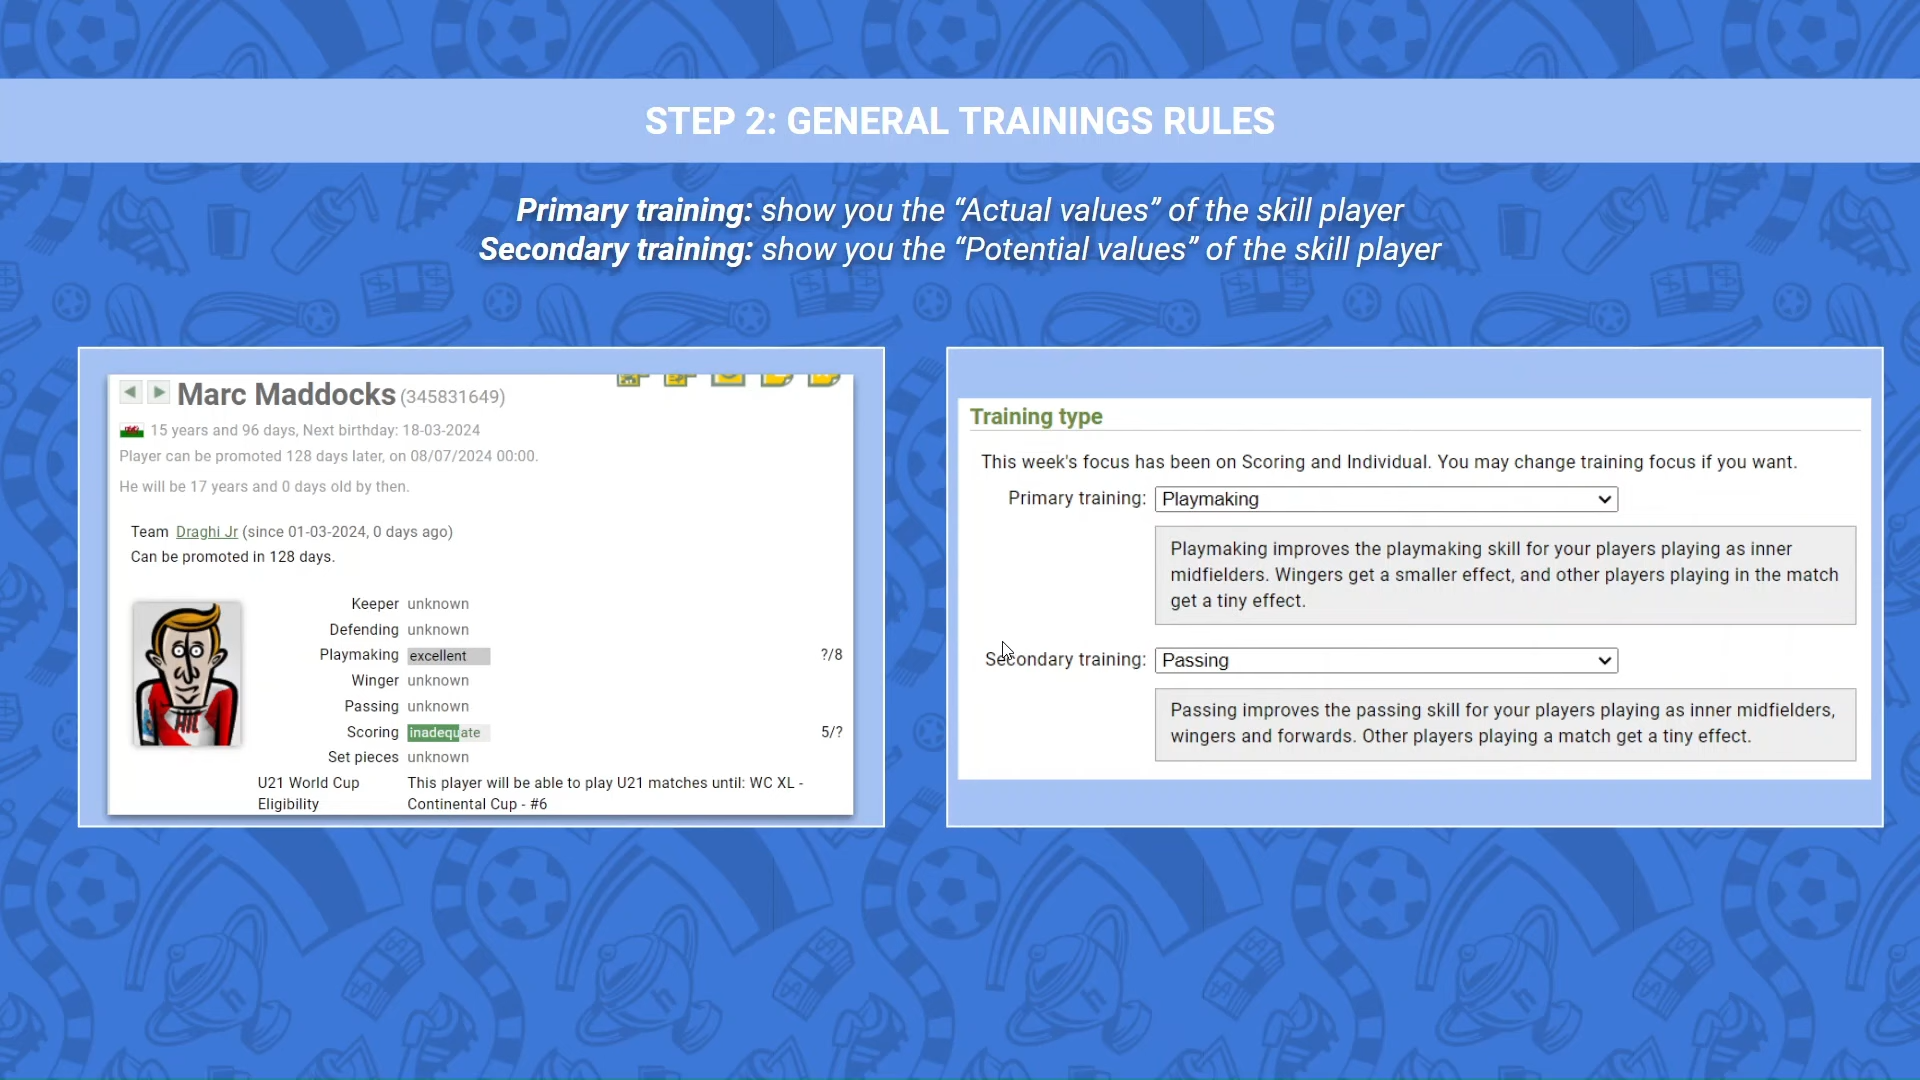 STEP 2: GENERAL TRAININGS RULES
Primary training: show you the “Actual values” of the skill player
Secondary training: show you the “Potential values” of the skill player
Marc Maddocks (345831649)
15 years and 96 days, Next birthday: 18-03-2024
Player can be promoted 128 days later, on 08/07/2024 00:00.
He will be 17 years and 0 days old by then.
Team Draghi Jr (since 01-03-2024, 0 days ago)
Can be promoted in 128 days.
Keeper unknown
Defending unknown
Playmaking excellent ?/8
Winger unknown
Passing unknown
Scoring inadequate 5/?
Set pieces unknown
U21 World Cup This player will be able to play U21 matches until: WC XL -
Eligibility Continental Cup - #6
Training type
This week's focus has been on Scoring and Individual. You may change training focus if you want.
Primary training: Playmaking
Playmaking improves the playmaking skill for your players playing as inner
midfielders. Wingers get a smaller effect, and other players playing in the match
get a tiny effect.
Secondary training: Passing
Passing improves the passing skill for your players playing as inner midfielders,
wingers and forwards. Other players playing a match get a tiny effect.